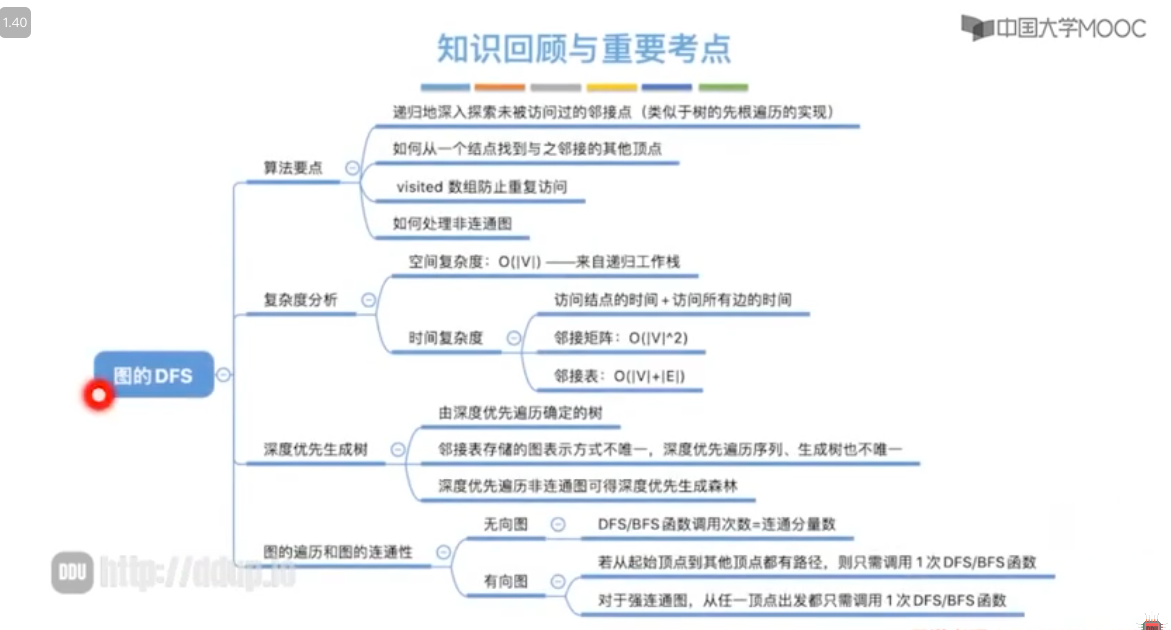 1.40
中国大学MOOC
知识回顾与重要考点
递归地深入探索未被访问过的邻接点（类似于树的先根遍历的实现）
如何从一个结点找到与之邻接的其他顶点
算法要点
visited 数组防止重复访问
如何处理非连通图
空间复杂度：O(|V|) ——来自递归工作栈
复杂度分析
访问结点的时间 + 访问所有边的时间
时间复杂度
邻接矩阵：O(|V|^2)
邻接表：O(|V|+|E|)
图的DFS
由深度优先遍历确定的树
深度优先生成树
邻接表存储的图表示方式不唯一，深度优先遍历序列、生成树也不唯一
深度优先遍历非连通图可得深度优先生成森林
无向图
DFS/BFS函数调用次数=连通分量数
图的遍历和图的连通性
若从起始顶点到其他顶点都有路径，则只需调用1次DFS/BFS函数
有向图
对于强连通图，从任一顶点出发都只需调用1次DFS/BFS函数
DDU